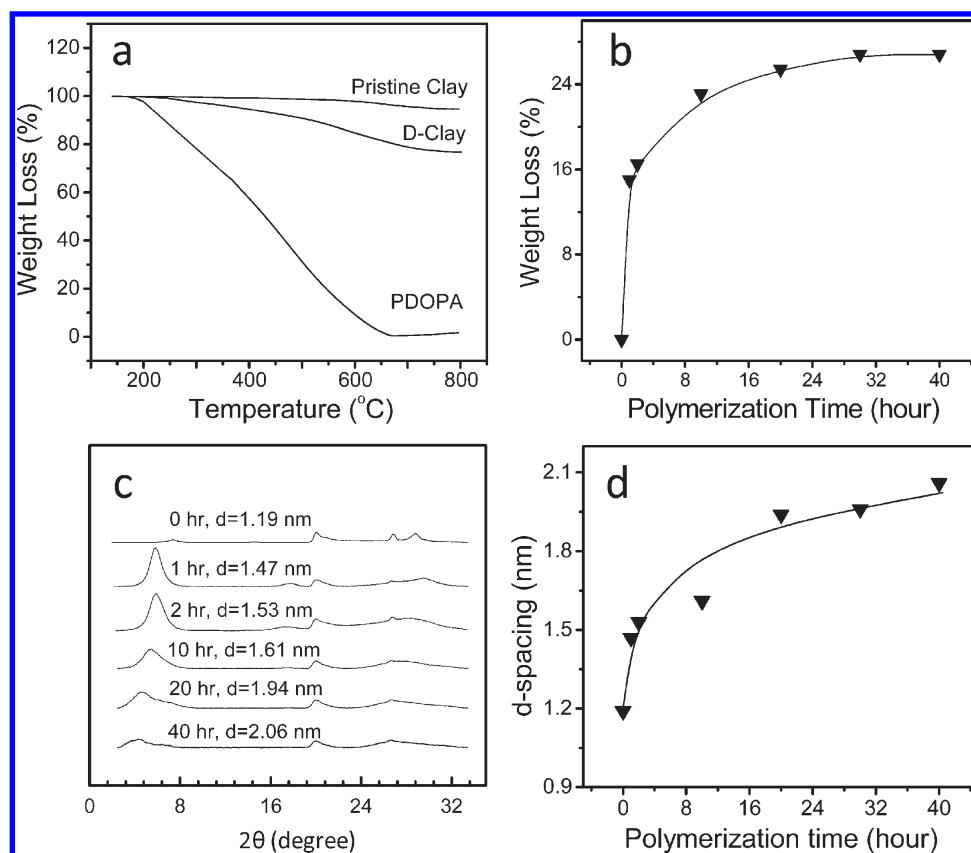 a
120
100
80
60
40
20
0
Weight Loss (%)
Pristine Clay
D-Clay
PDOPA
200 400 600 800
Temperature (°C)
b
24
16
8
0
Weight Loss (%)
0 8 16 24 32 40
Polymerization Time (hour)
c
0 hr, d=1.19 nm
1 hr, d=1.47 nm
2 hr, d=1.53 nm
10 hr, d=1.61 nm
20 hr, d=1.94 nm
40 hr, d=2.06 nm
0 8 16 24 32
2θ (degree)
d
2.1
1.8
1.5
1.2
0.9
d-spacing (nm)
0 8 16 24 32 40
Polymerization time (hour)